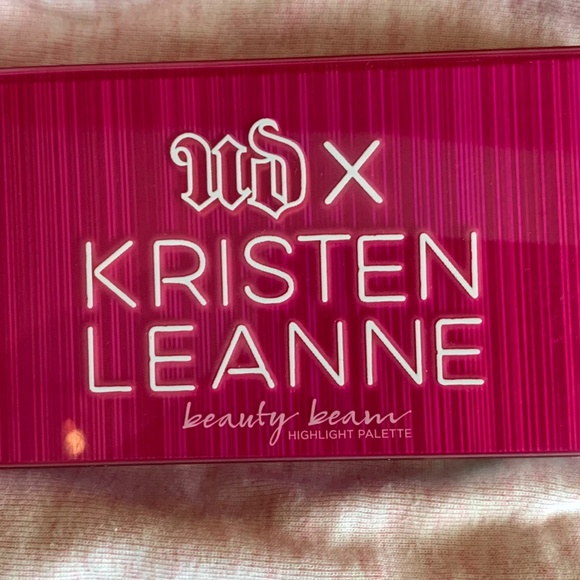 UD X
KRISTEN
LEANNE
beauty beam
HIGHLIGHT PALETTE